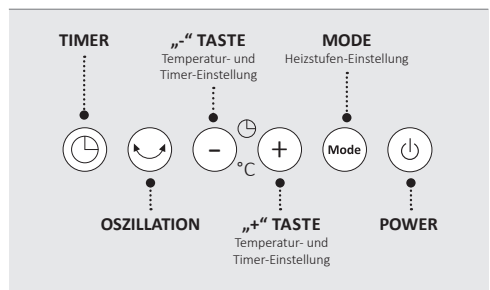 TIMER
„-“ TASTE
Temperatur- und
Timer-Einstellung
MODE
Heizstufen-Einstellung
– °C + Mode
OSZILLATION
„+“ TASTE
Temperatur- und
Timer-Einstellung
POWER